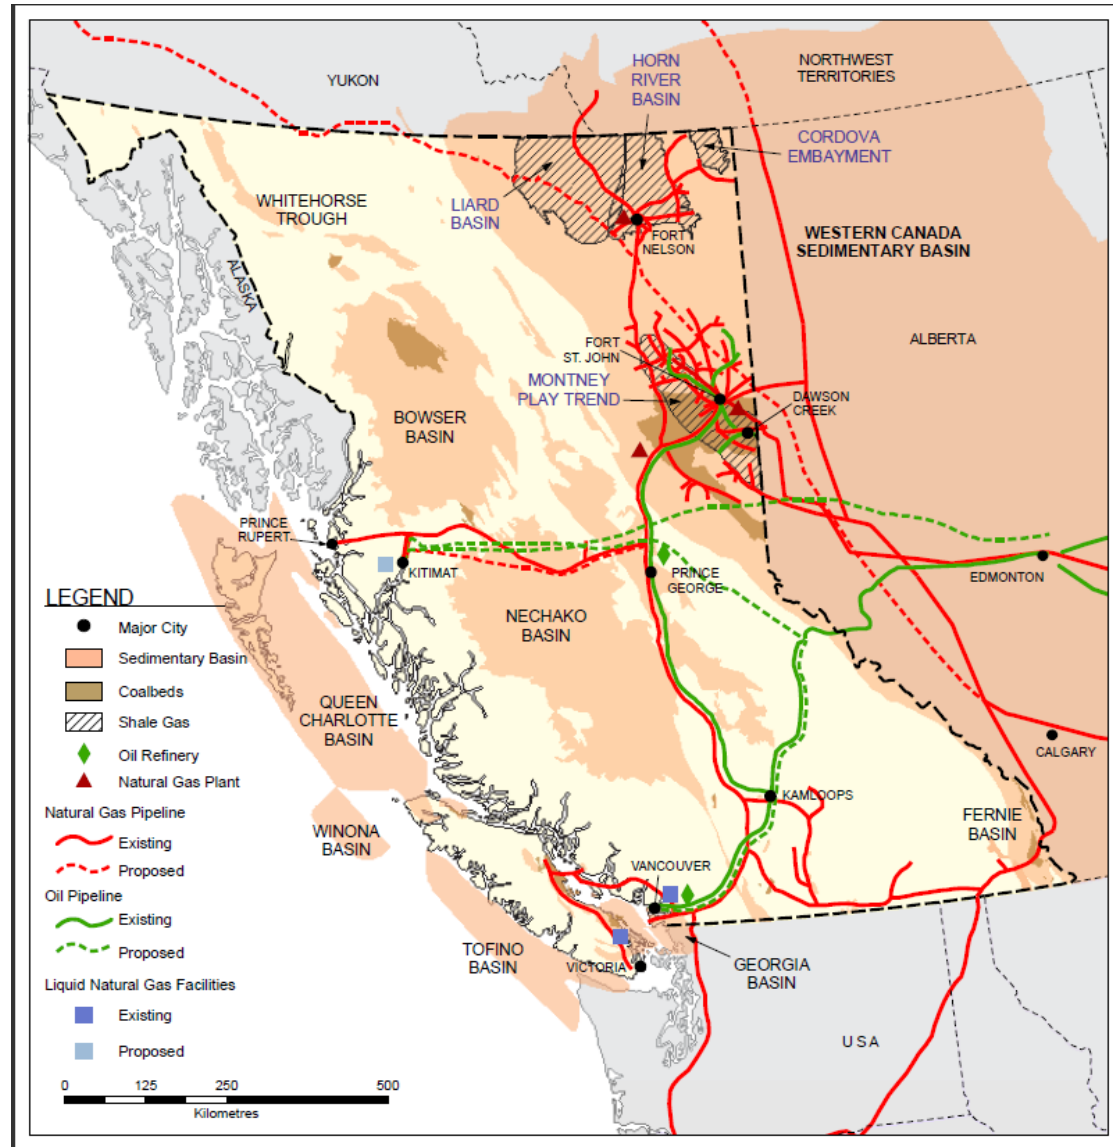 YUKON
HORN
RIVER
BASIN
NORTHWEST
TERRITORIES
CORDOVA
EMBAYMENT
WHITEHORSE
TROUGH
LIARD
BASIN
FORT
NELSON
WESTERN CANADA
SEDIMENTARY BASIN
ALASKA
FORT
ST. JOHN
ALBERTA
MONTNEY
PLAY TREND
DAWSON
CREEK
BOWSER
BASIN
PRINCE
RUPERT
KITIMAT
PRINCE
GEORGE
EDMONTON
NECHAKO
BASIN
QUEEN
CHARLOTTE
BASIN
CALGARY
KAMLOOPS
FERNIE
BASIN
WINONA
BASIN
VANCOUVER
TOFINO
BASIN
VICTORIA
GEORGIA
BASIN
USA
LEGEND
Major City
Sedimentary Basin
Coalbeds
Shale Gas
Oil Refinery
Natural Gas Plant
Natural Gas Pipeline
Existing
Proposed
Oil Pipeline
Existing
Proposed
Liquid Natural Gas Facilities
Existing
Proposed
0 125 250 500
Kilometres